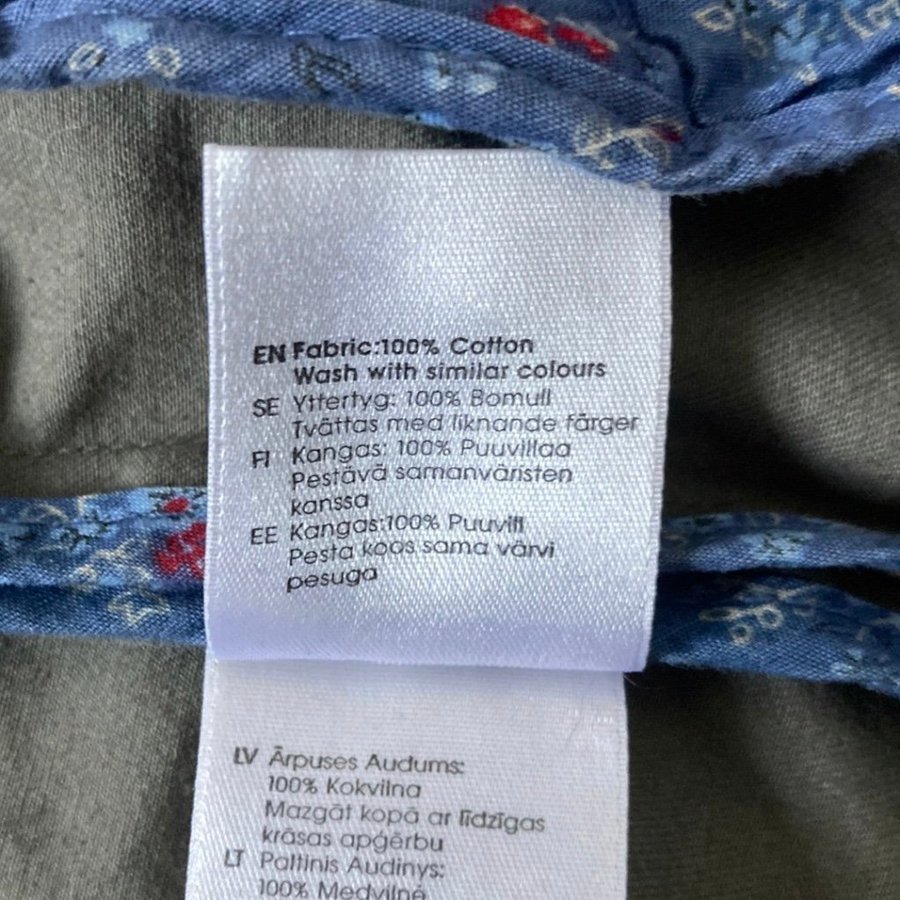 EN Fabric:100% Cotton
Wash with similar colours
SE Yttertyg: 100% Bomull
Tvättas med liknande färger
FI Kangas: 100% Puuvillaa
Pestävä samanväristen
kanssa
EE Kangas:100% Puuvill
Pesta koos sama värvi
pesuga
LV Ārpuses Audums:
100% Kokvilna
Mazgāt kopā ar līdzīgas
krāsas apģērbu
LT Paltinis Audinys:
100% Medvilnė